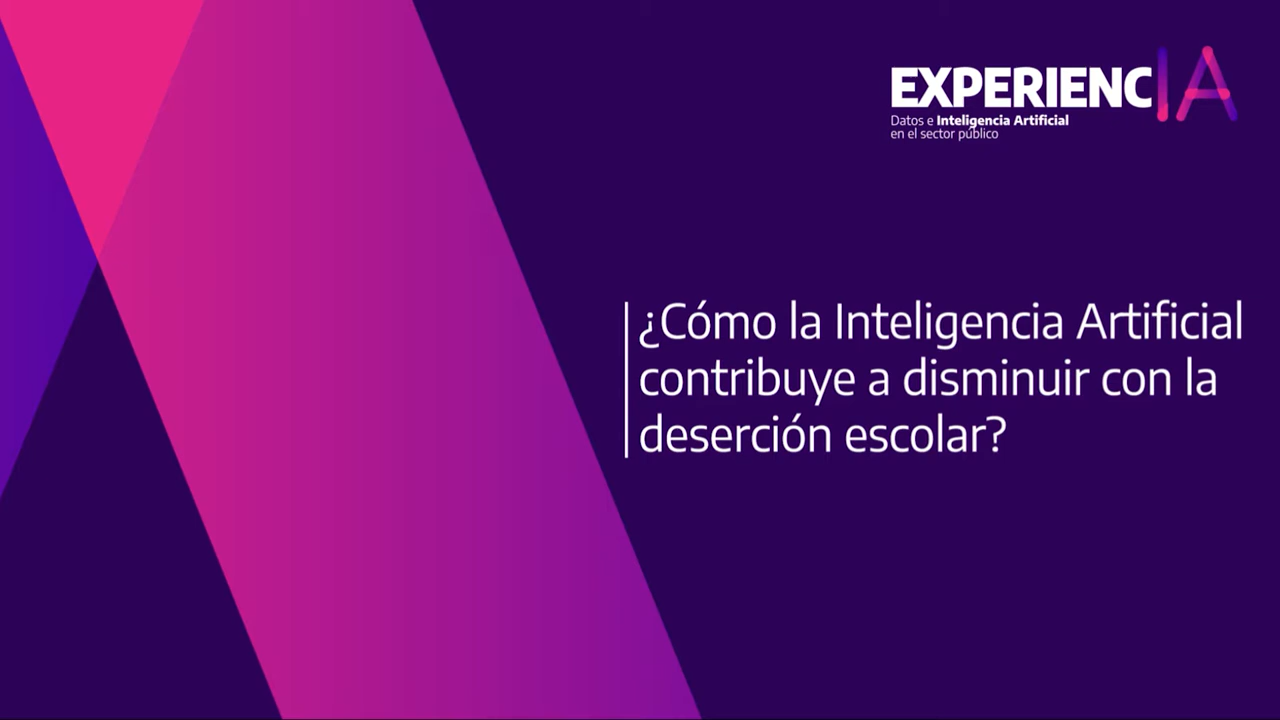 EXPERIENCIA
Datos e Inteligencia Artificial
en el sector público
¿Cómo la Inteligencia Artificial
contribuye a disminuir con la
deserción escolar?